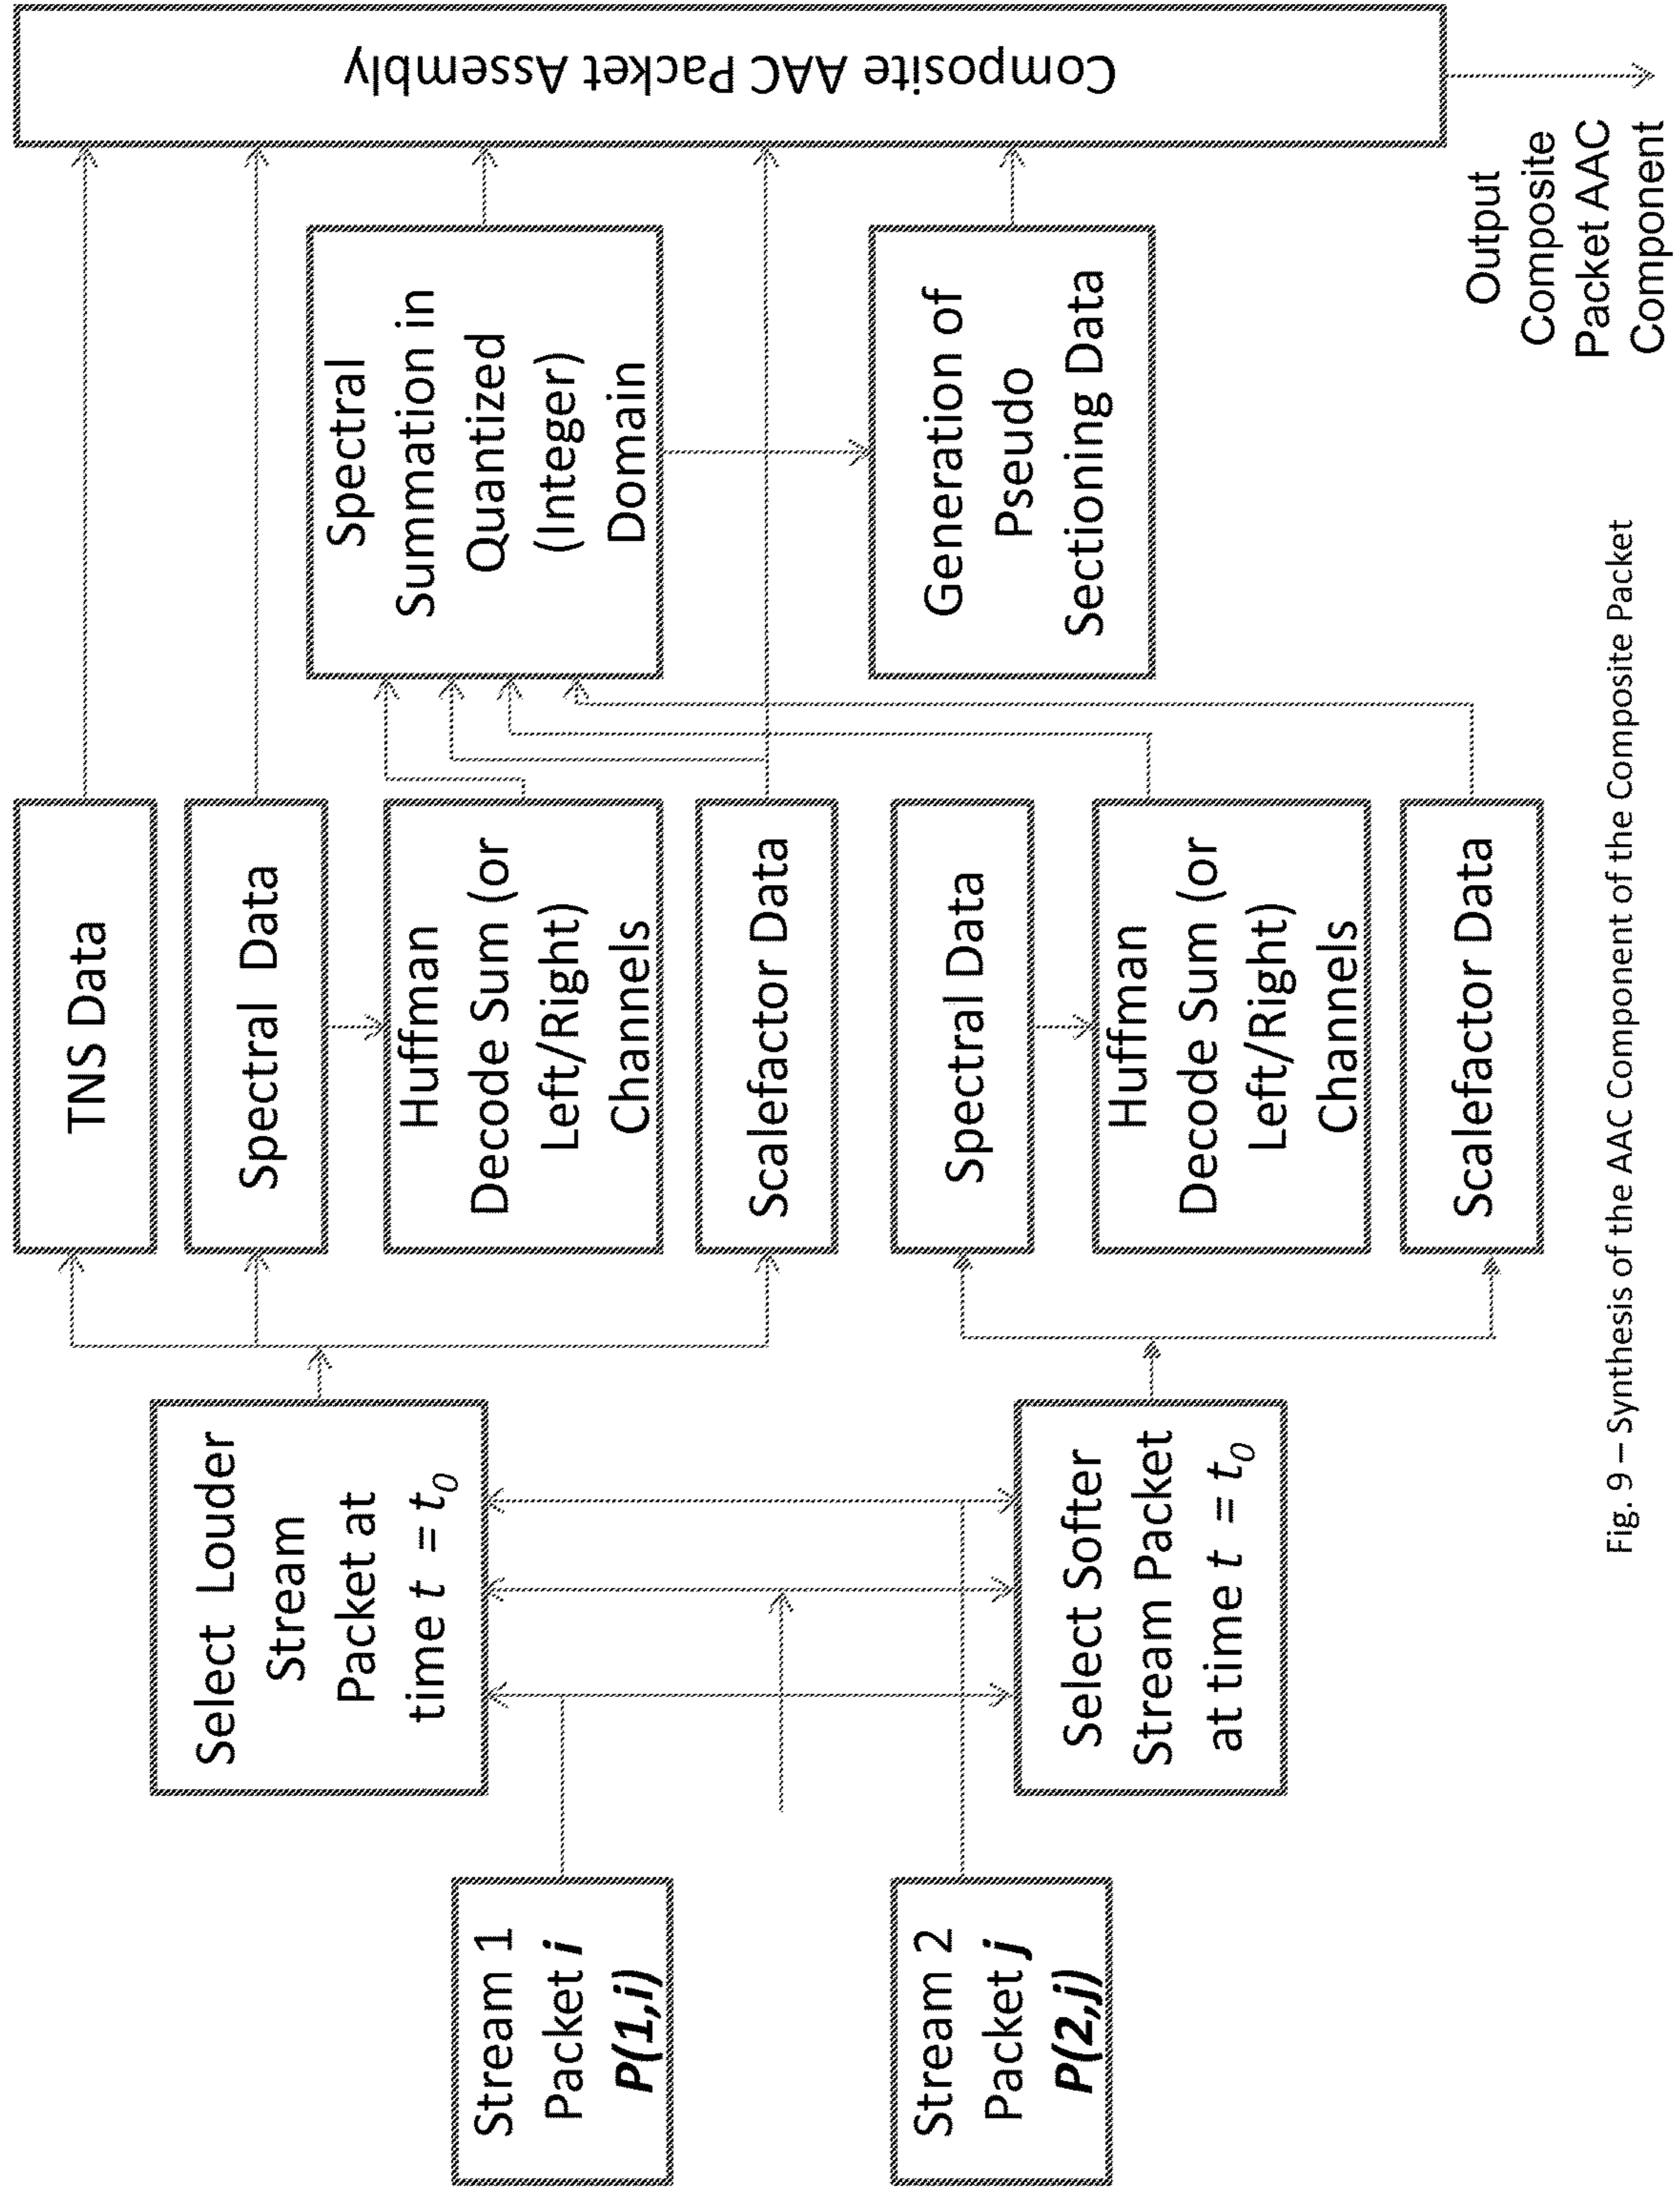 Stream 1
Packet i
P(1,i)
Stream 2
Packet j
P(2,j)
Select Louder
Stream
Packet at
time t = t0
Select Softer
Stream Packet
at time t = t0
TNS Data
Spectral Data
Huffman
Decode Sum (or
Left/Right)
Channels
Scalefactor Data
Spectral Data
Huffman
Decode Sum (or
Left/Right)
Channels
Scalefactor Data
Spectral
Summation in
Quantized
(Integer)
Domain
Generation of
Pseudo
Sectioning Data
Composite AAC Packet Assembly
Output
Composite
Packet AAC
Component
Fig. 9 – Synthesis of the AAC Component of the Composite Packet